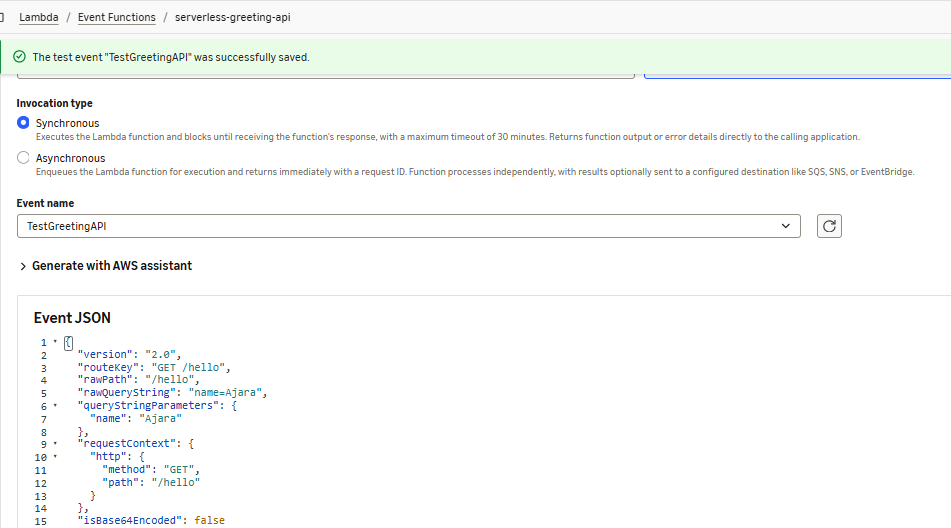 Lambda / Event Functions / serverless-greeting-api
The test event "TestGreetingAPI" was successfully saved.
Invocation type
Synchronous
Executes the Lambda function and blocks until receiving the function's response, with a maximum timeout of 30 minutes. Returns function output or error details directly to the calling application.
Asynchronous
Enqueues the Lambda function for execution and returns immediately with a request ID. Function processes independently, with results optionally sent to a configured destination like SQS, SNS, or EventBridge.
Event name
TestGreetingAPI
Generate with AWS assistant
Event JSON
1 {
2 "version": "2.0",
3 "routeKey": "GET /hello",
4 "rawPath": "/hello",
5 "rawQueryString": "name=Ajara",
6 "queryStringParameters": {
7 "name": "Ajara"
8 },
9 "requestContext": {
10 "http": {
11 "method": "GET",
12 "path": "/hello"
13 }
14 },
15 "isBase64Encoded": false